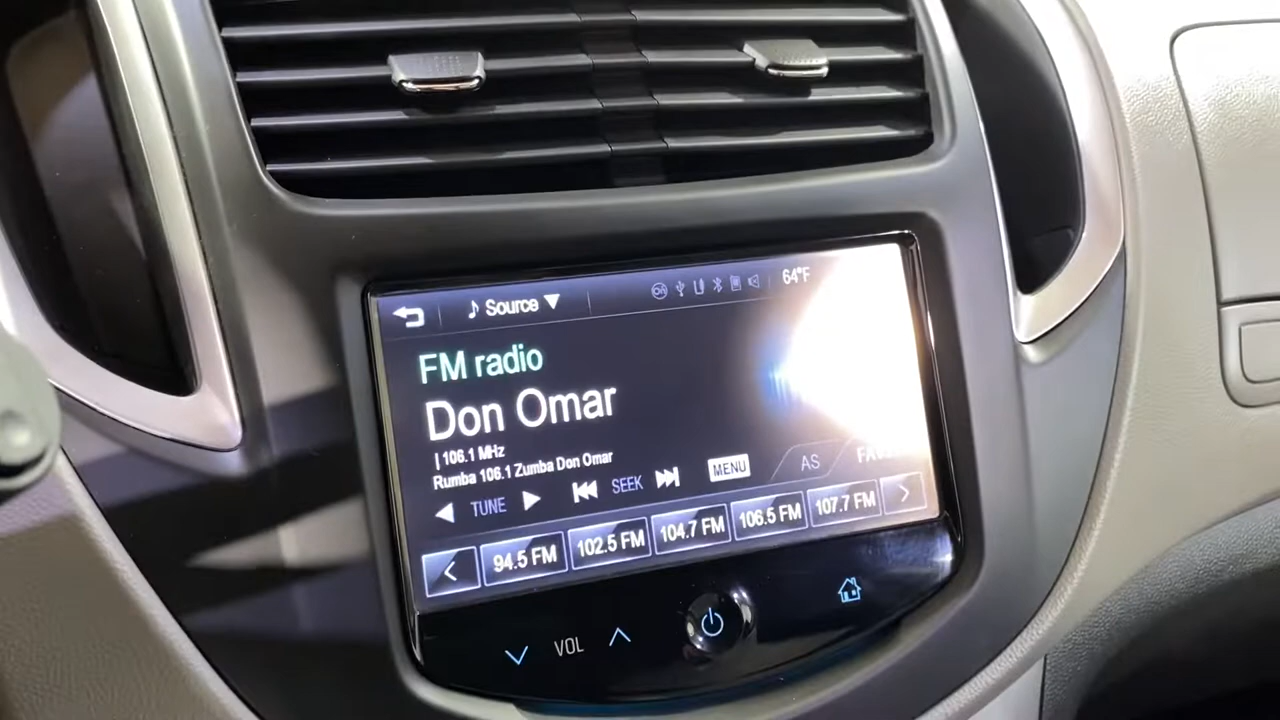 Source
64°F
FM radio
Don Omar
| 106.1 MHz
Rumba 106.1 Zumba Don Omar
TUNE SEEK MENU AS
94.5 FM 102.5 FM 104.7 FM 106.5 FM 107.7 FM
VOL